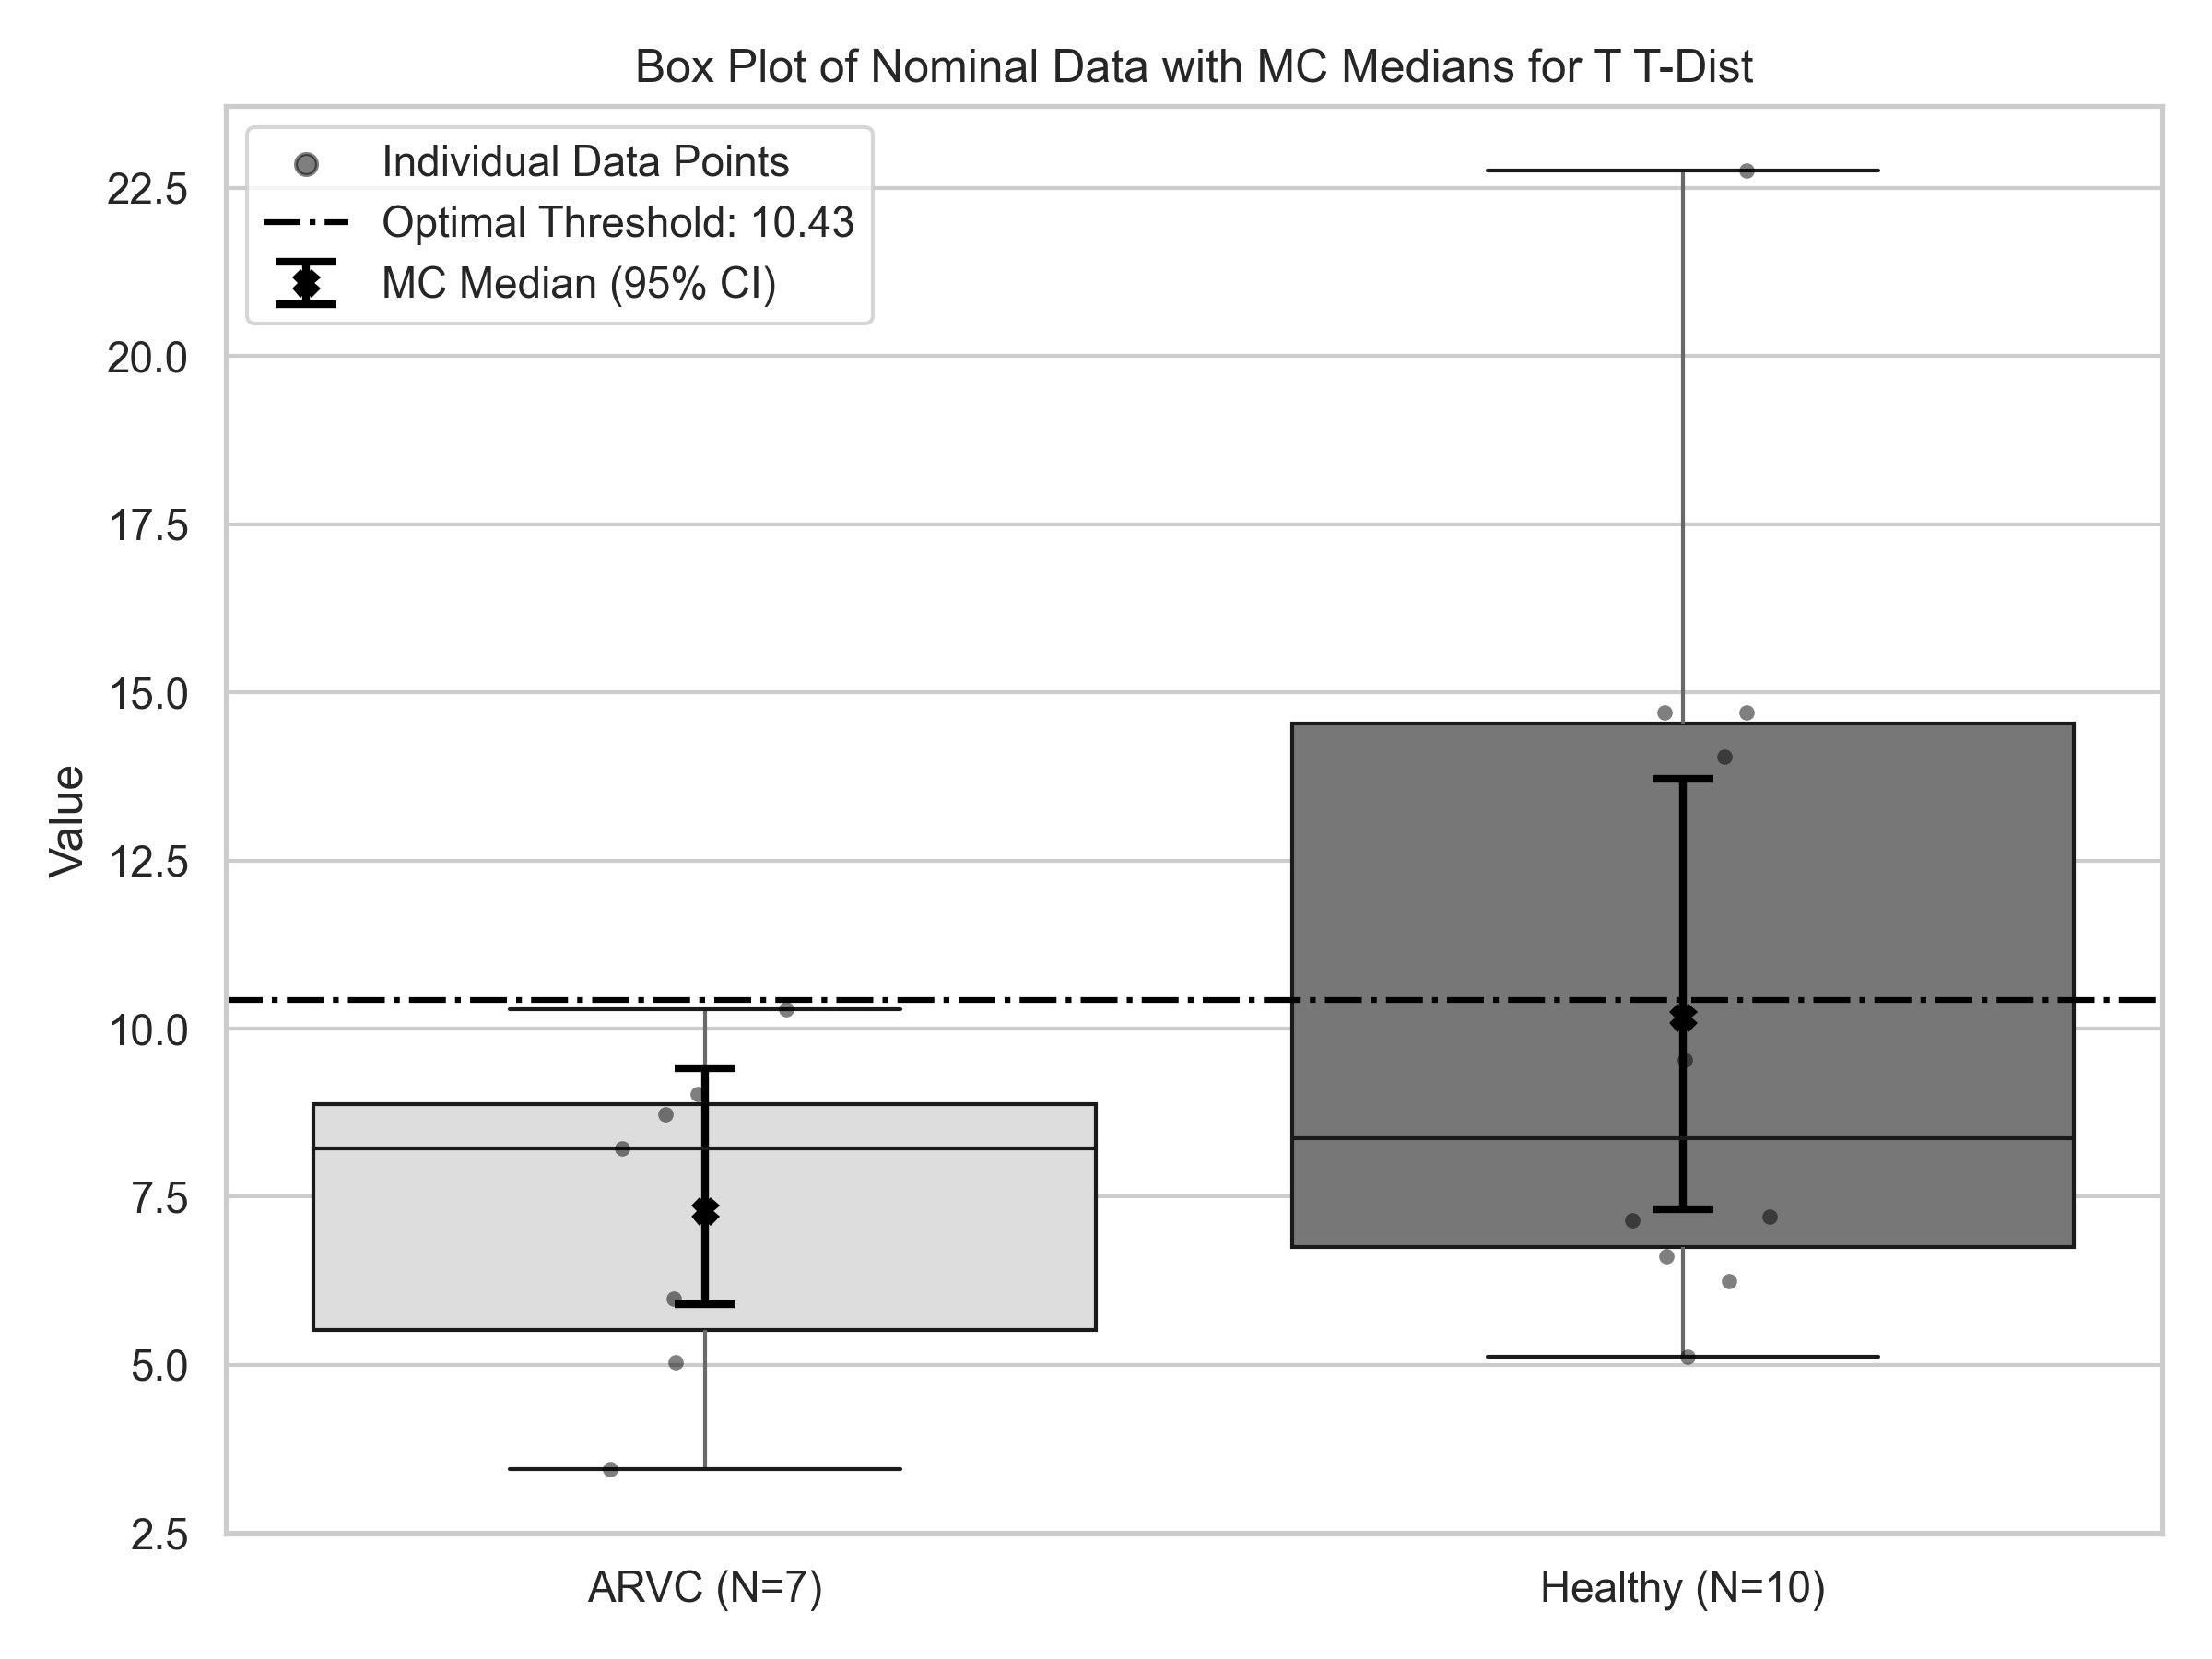 Box Plot of Nominal Data with MC Medians for T T-Dist
Individual Data Points
Optimal Threshold: 10.43
MC Median (95% CI)
22.5
20.0
17.5
15.0
12.5
10.0
7.5
5.0
2.5
Value
ARVC (N=7)
Healthy (N=10)